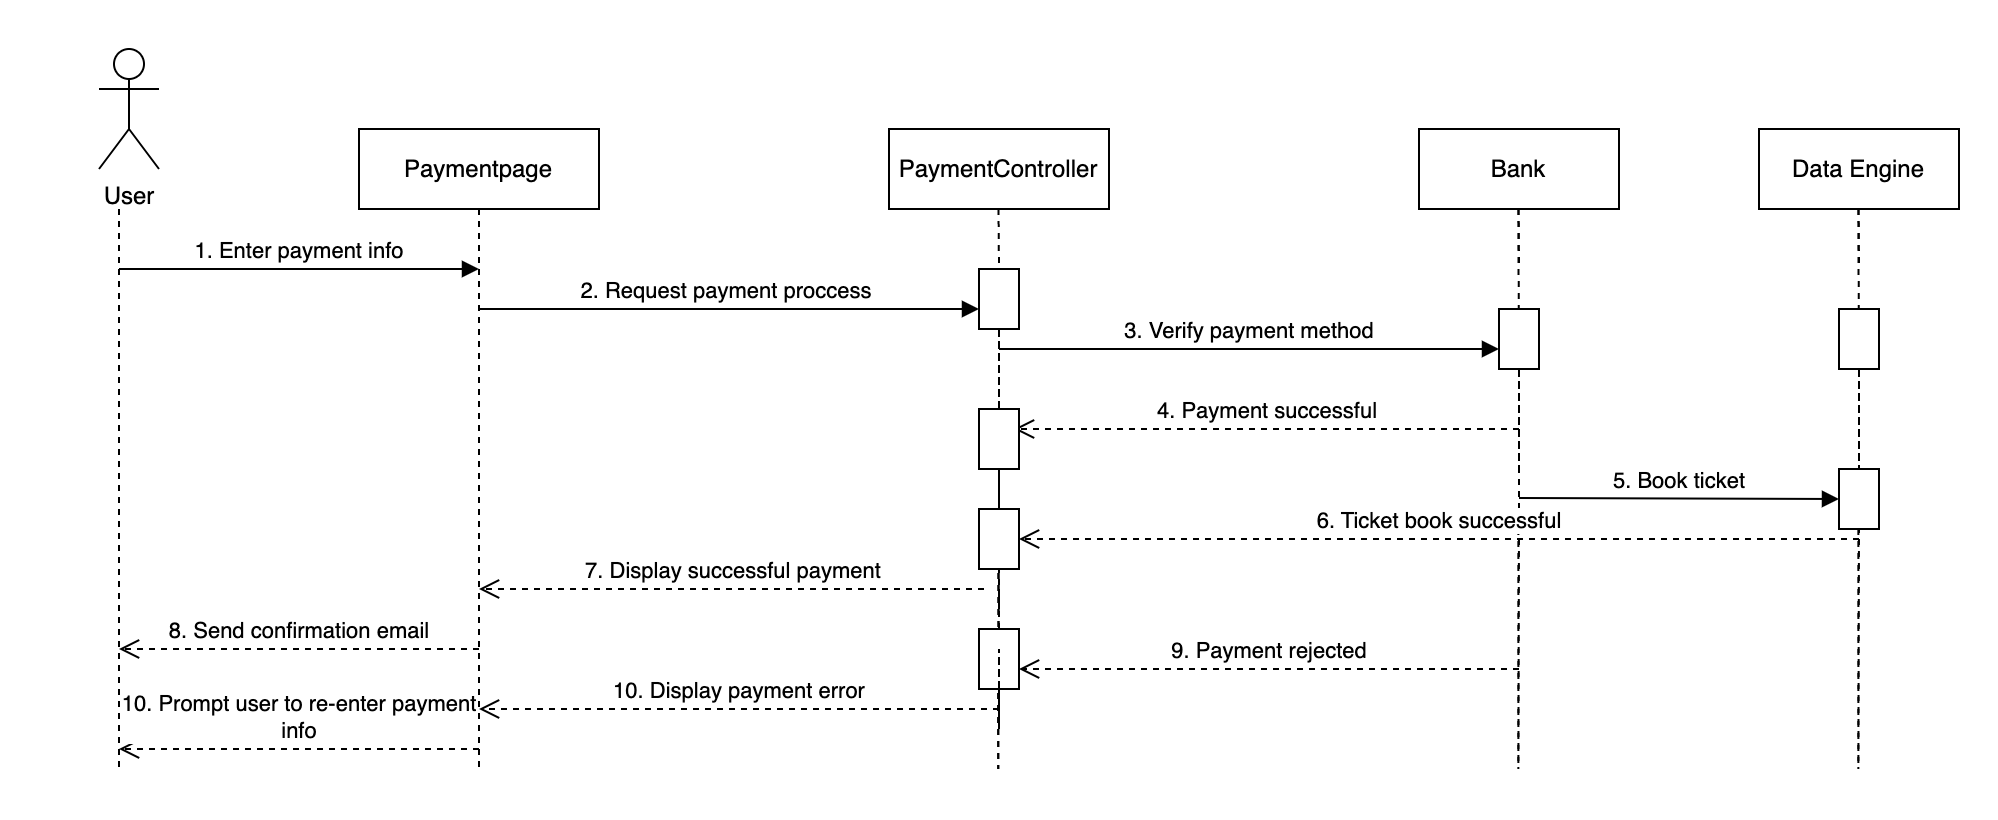 User
Paymentpage
PaymentController
Bank
Data Engine
1. Enter payment info
2. Request payment proccess
3. Verify payment method
4. Payment successful
5. Book ticket
6. Ticket book successful
7. Display successful payment
8. Send confirmation email
9. Payment rejected
10. Display payment error
10. Prompt user to re-enter payment
info